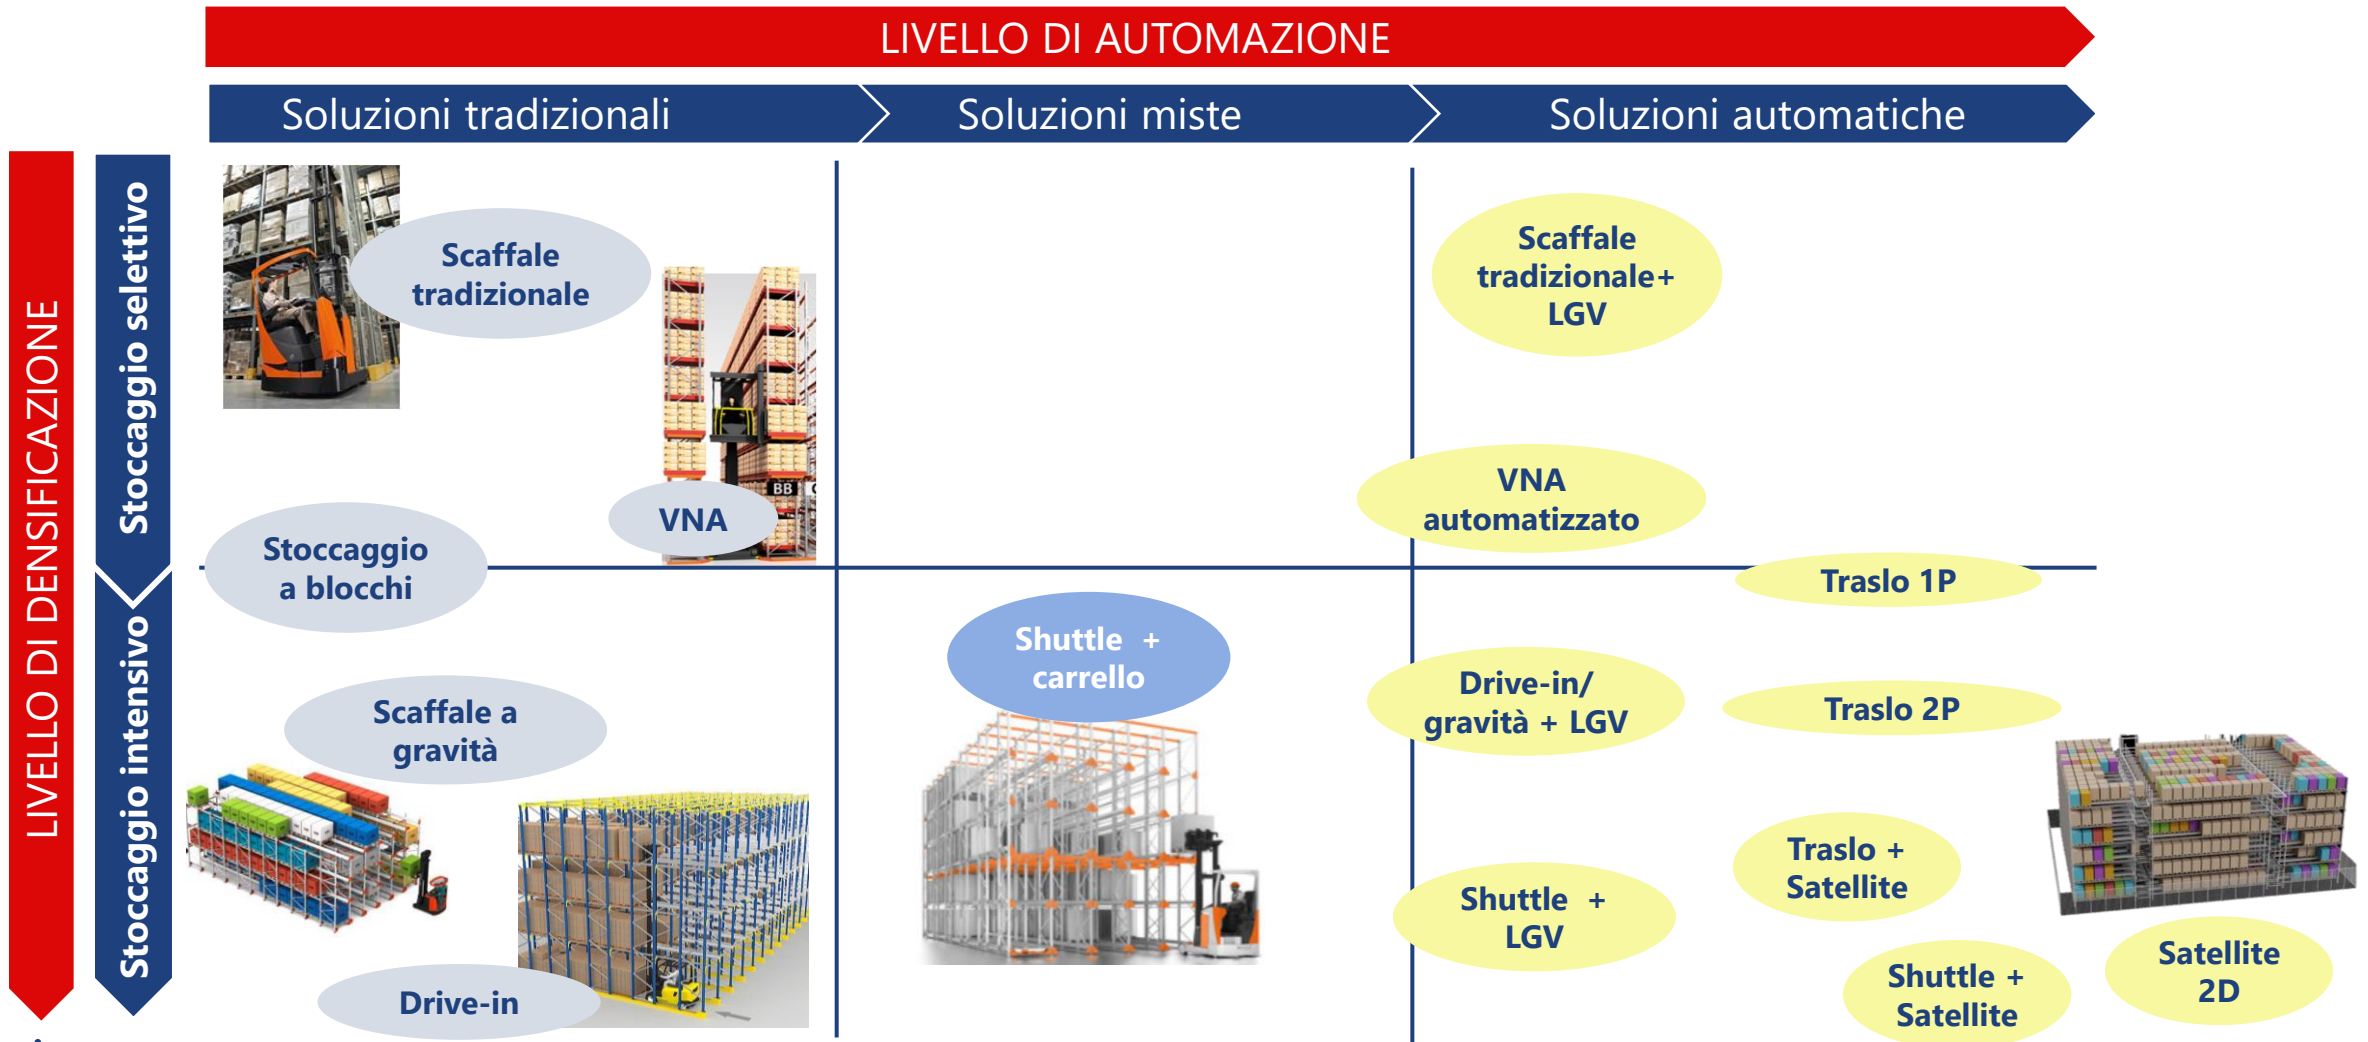 LIVELLO DI AUTOMAZIONE
Soluzioni tradizionali
Soluzioni miste
Soluzioni automatiche
LIVELLO DI DENSIFICAZIONE
Stoccaggio seletivo
Stoccaggio intensivo
Scaffale
tradizionale
VNA
BB
Stoccaggio
a blocchi
Scaffale a
gravità
Drive-in
Shuttle +
carrello
Scaffale
tradizionale+
LGV
VNA
automatizzato
Traslo 1P
Drive-in/
gravità + LGV
Traslo 2P
Traslo +
Satellite
Shuttle +
LGV
Shuttle +
Satellite
Satellite
2D